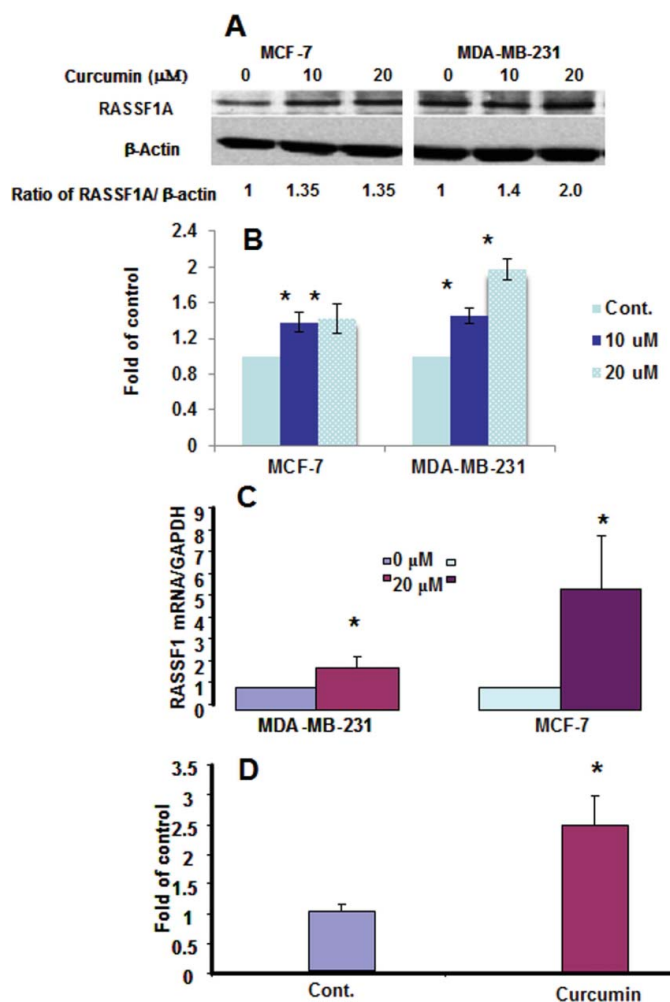 A
MCF-7 MDA-MB-231
Curcumin (μM) 0 10 20 0 10 20
RASSF1A
β-Actin
Ratio of RASSF1A/ β-actin 1 1.35 1.35 1 1.4 2.0
B
Fold of control
2.4
2
1.6
1.2
0.8
0.4
0
* * * *
Cont.
10 uM
20 uM
MCF-7 MDA-MB-231
C
RASSF1 mRNA/GAPDH
9
8
7
6
5
4
3
2
1
0
0 μM
20 μM
* *
MDA-MB-231 MCF-7
D
Fold of control
3.5
3
2.5
2
1.5
1
0.5
0
*
Cont. Curcumin